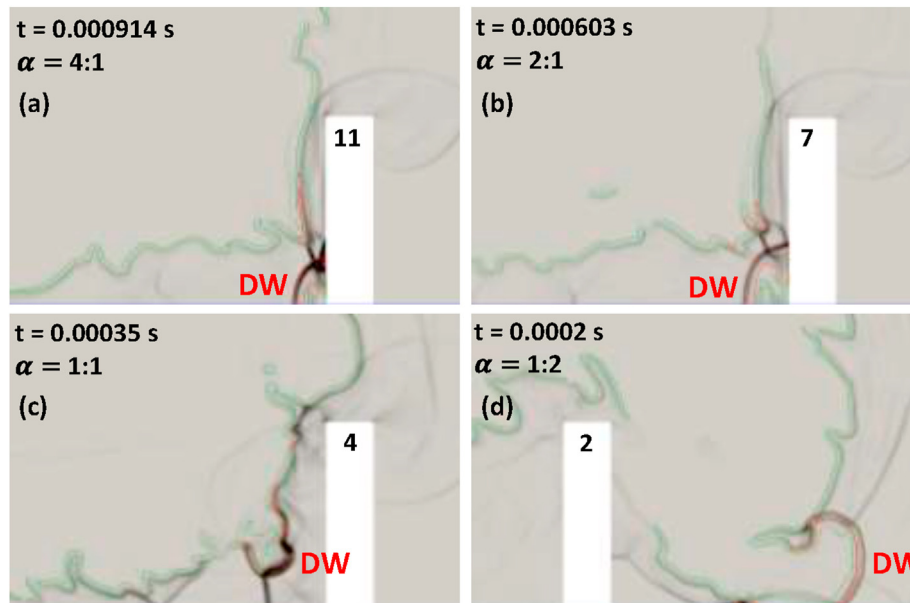 t = 0.000914 s
α = 4:1
(a)
11
DW
t = 0.000603 s
α = 2:1
(b)
7
DW
t = 0.00035 s
α = 1:1
(c)
4
DW
t = 0.0002 s
α = 1:2
(d)
2
DW